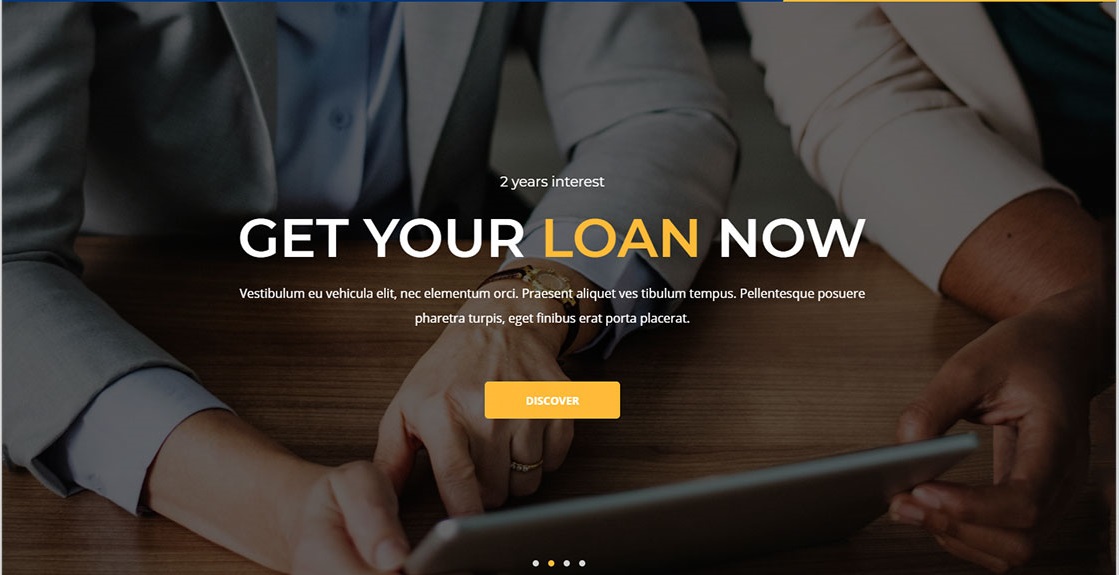 2 years interest
GET YOUR LOAN NOW
Vestibulum eu vehicula elit, nec elementum orci. Praesent aliquet ves tibulum tempus. Pellentesque posuere
pharetra turpis, eget finibus erat porta placerat.
DISCOVER